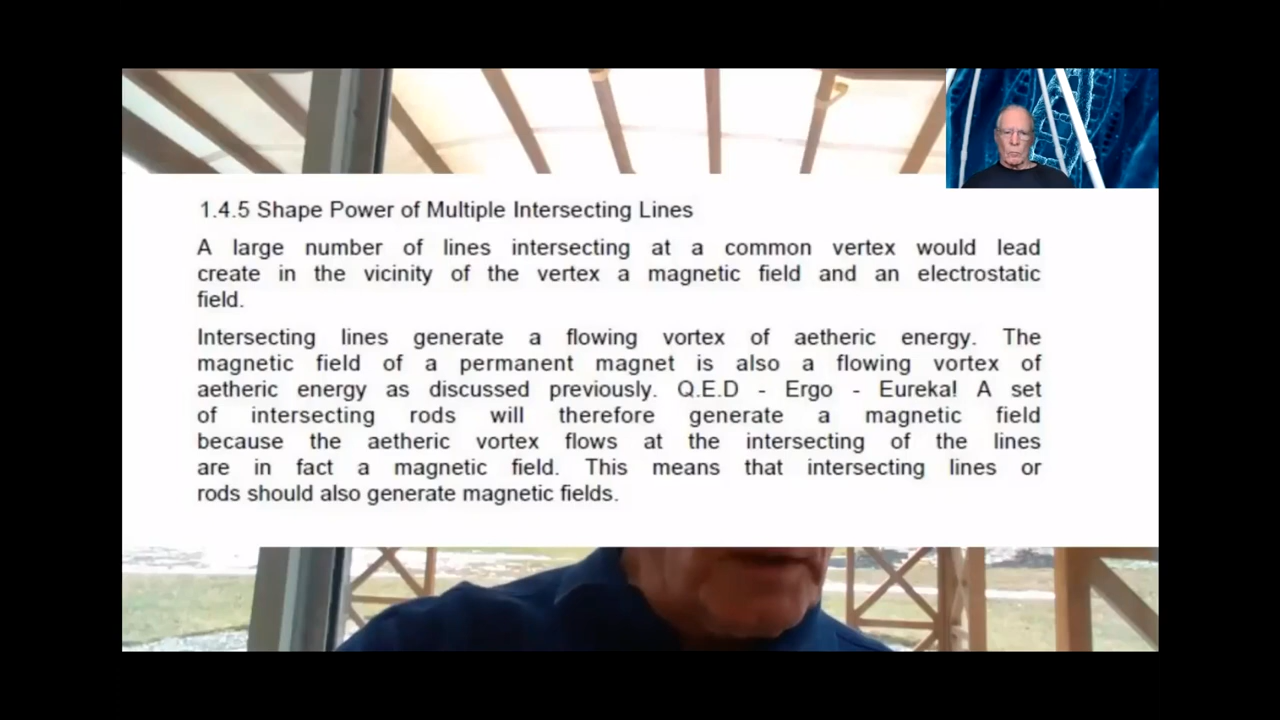 1.4.5 Shape Power of Multiple Intersecting Lines
A large number of lines intersecting at a common vertex would lead
create in the vicinity of the vertex a magnetic field and an electrostatic
field.
Intersecting lines generate a flowing vortex of aetheric energy. The
magnetic field of a permanent magnet is also a flowing vortex of
aetheric energy as discussed previously. Q.E.D - Ergo - Eureka! A set
of intersecting rods will therefore generate a magnetic field
because the aetheric vortex flows at the intersecting of the lines
are in fact a magnetic field. This means that intersecting lines or
rods should also generate magnetic fields.